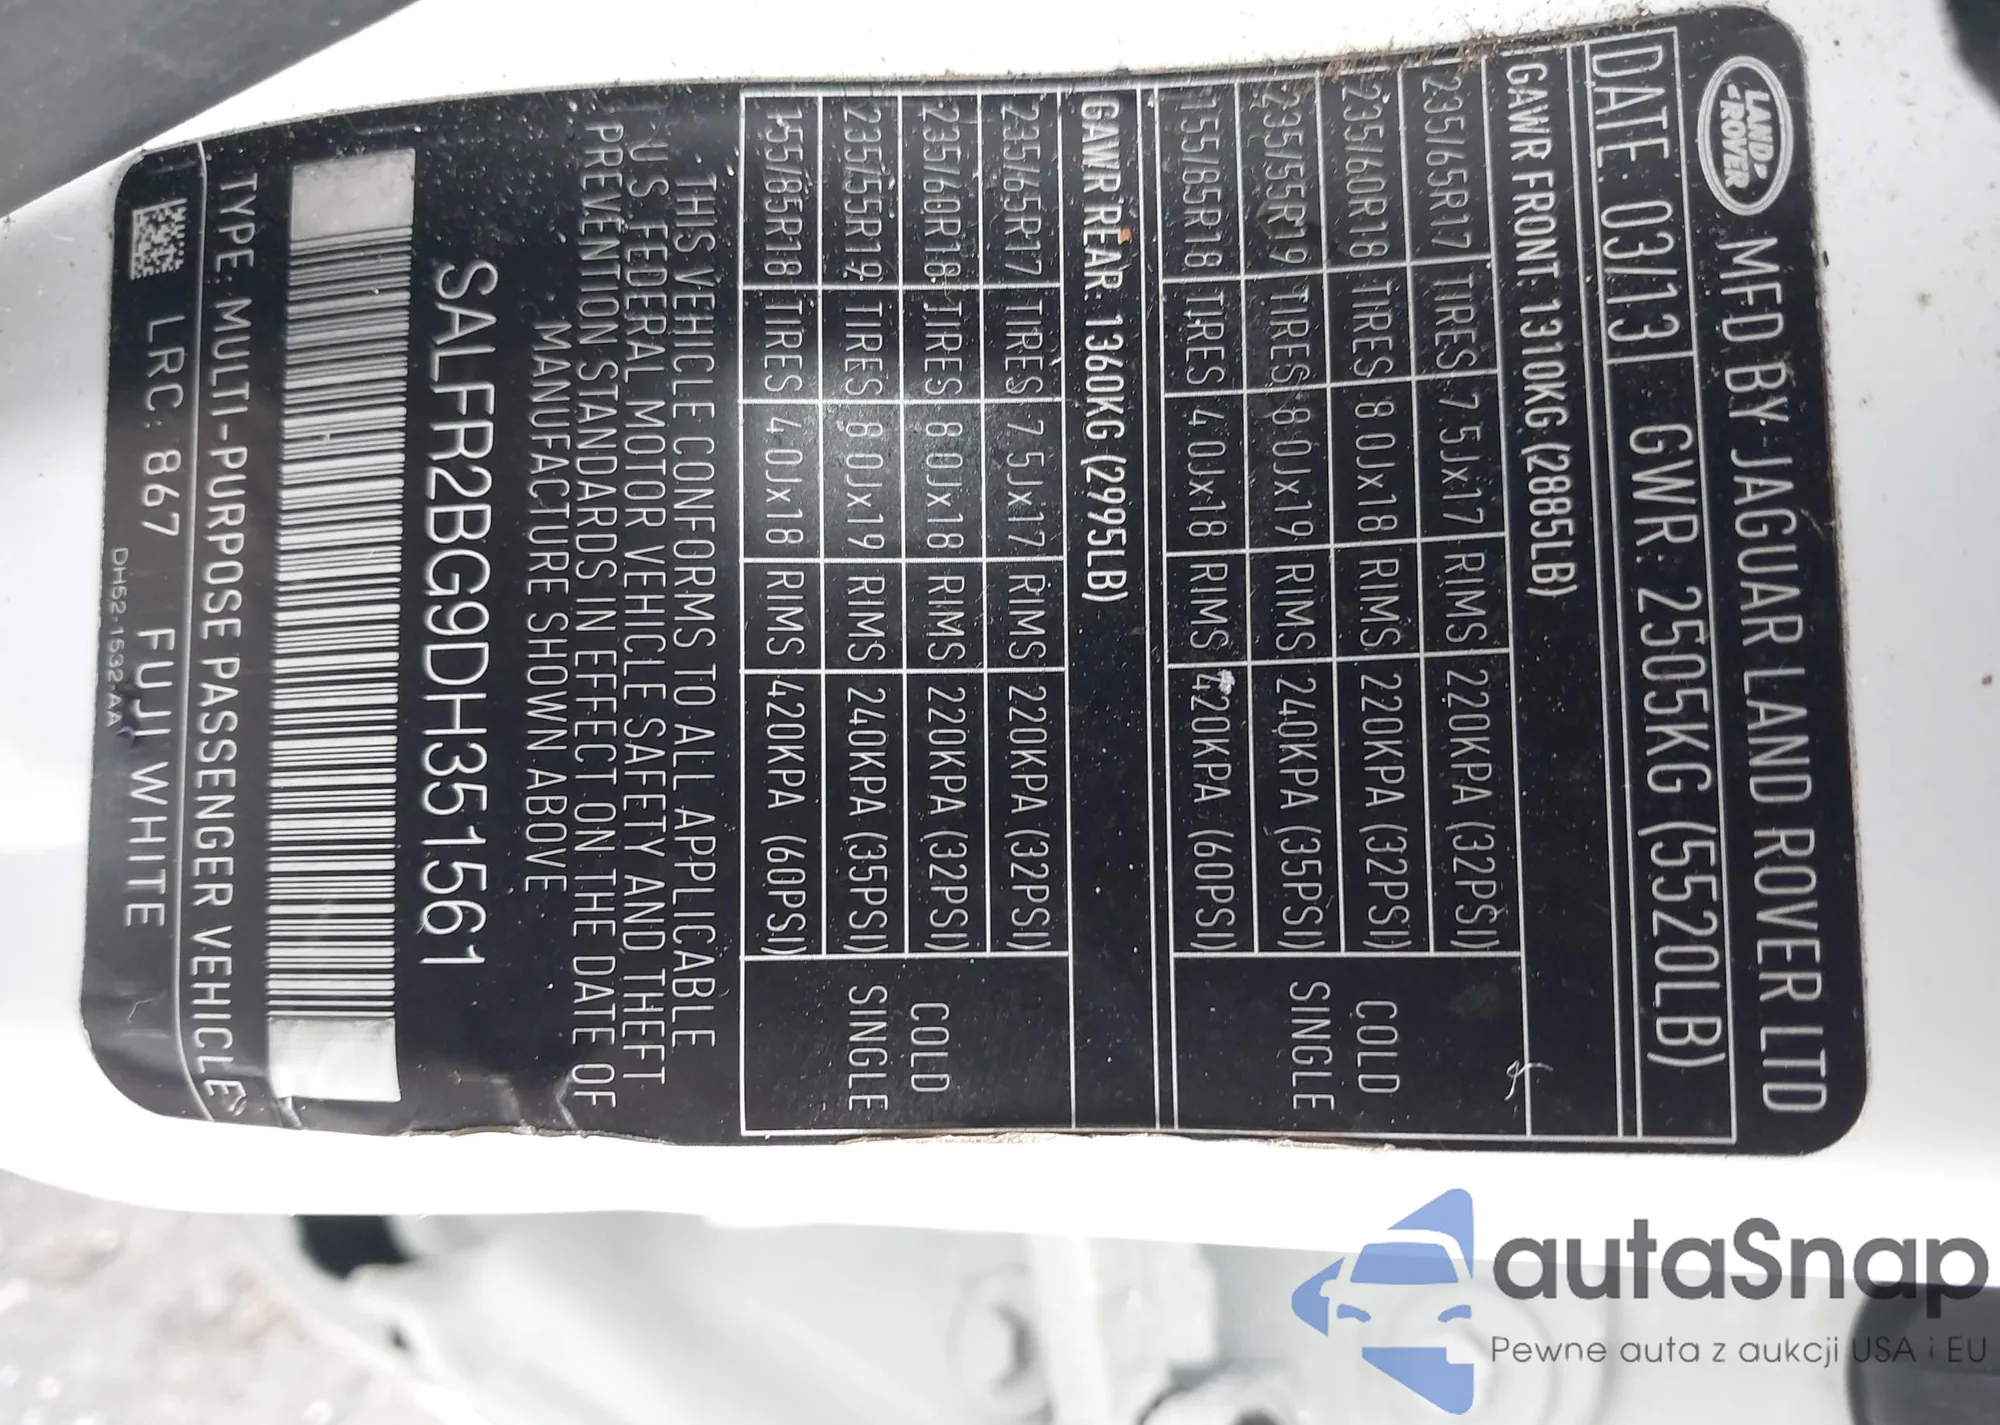 LAND
-ROVER
MFD BY JAGUAR LAND ROVER LTD
DATE: 03/13 GWR: 2505KG (5520LB)
GAWR FRONT: 1310KG (2885LB)
235/65R17 TIRES 7.5Jx17 RIMS 220KPA (32PSI)
235/60R18 TIRES 8.0Jx18 RIMS 220KPA (32PSI)
235/55R19 TIRES 8.0Jx19 RIMS 240KPA (35PSI)
155/85R18 TIRES 4.0Jx18 RIMS 420KPA (60PSI)
COLD
SINGLE
GAWR REAR: 1360KG (2995LB)
235/65R17 TIRES 7.5Jx17 RIMS 220KPA (32PSI)
235/60R18 TIRES 8.0Jx18 RIMS 220KPA (32PSI)
235/55R19 TIRES 8.0Jx19 RIMS 240KPA (35PSI)
155/85R18 TIRES 4.0Jx18 RIMS 420KPA (60PSI)
COLD
SINGLE
THIS VEHICLE CONFORMS TO ALL APPLICABLE
U.S. FEDERAL MOTOR VEHICLE SAFETY AND THEFT
PREVENTION STANDARDS IN EFFECT ON THE DATE OF
MANUFACTURE SHOWN ABOVE
SALFR2BG9DH351561
TYPE: MULTI-PURPOSE PASSENGER VEHICLE
LRC: 867 FUJI WHITE
DH52-1532-AA
autoSnap
Pewne auta z aukcji USA i EU